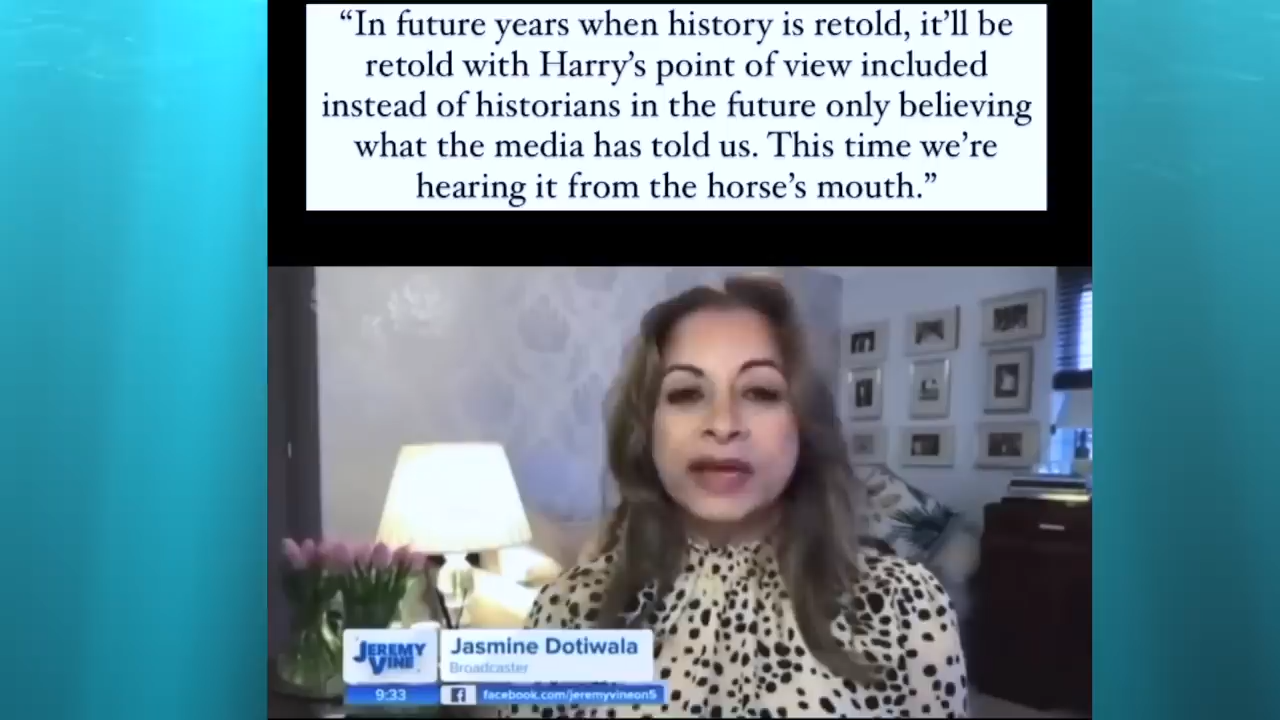 “In future years when history is retold, it’ll be
retold with Harry’s point of view included
instead of historians in the future only believing
what the media has told us. This time we’re
hearing it from the horse’s mouth.”
JEREMY
VINE
Jasmine Dotiwala
Broadcaster
9:33
facebook.com/jeremyvineon5